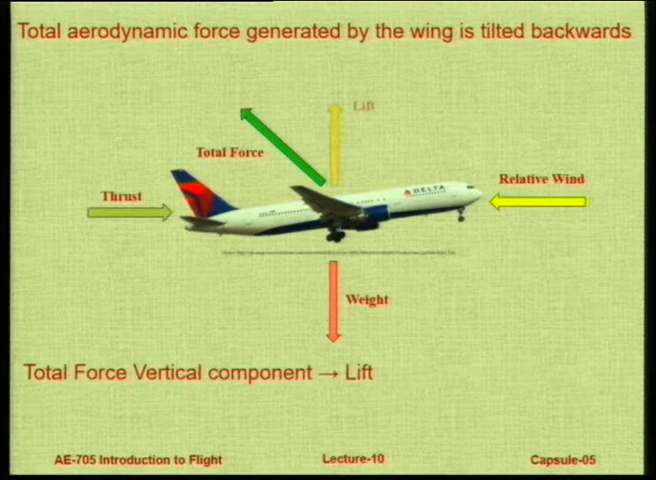 Total aerodynamic force generated by the wing is tilted backwards
Lift
Total Force
Thrust
DELTA
Relative Wind
Weight
Total Force Vertical component → Lift
AE-705 Introduction to Flight
Lecture-10
Capsule-05